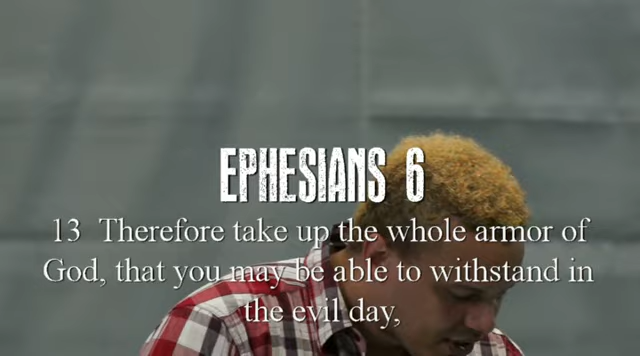 EPHESIANS 6
13 Therefore take up the whole armor of
God, that you may be able to withstand in
the evil day,